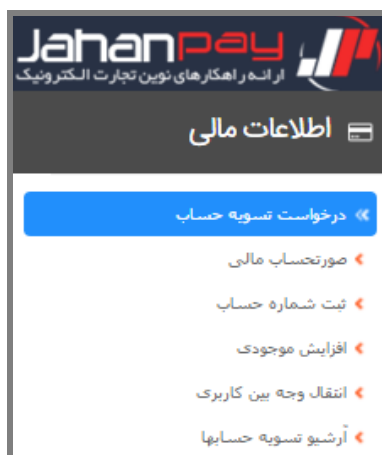 Jahanpay
ارائه راهکارهای نوین تجارت الکترونیک
اطلاعات مالی
درخواست تسویه حساب
صورتحساب مالی
ثبت شماره حساب
افزایش موجودی
انتقال وجه بین کاربری
آرشیو تسویه حسابها